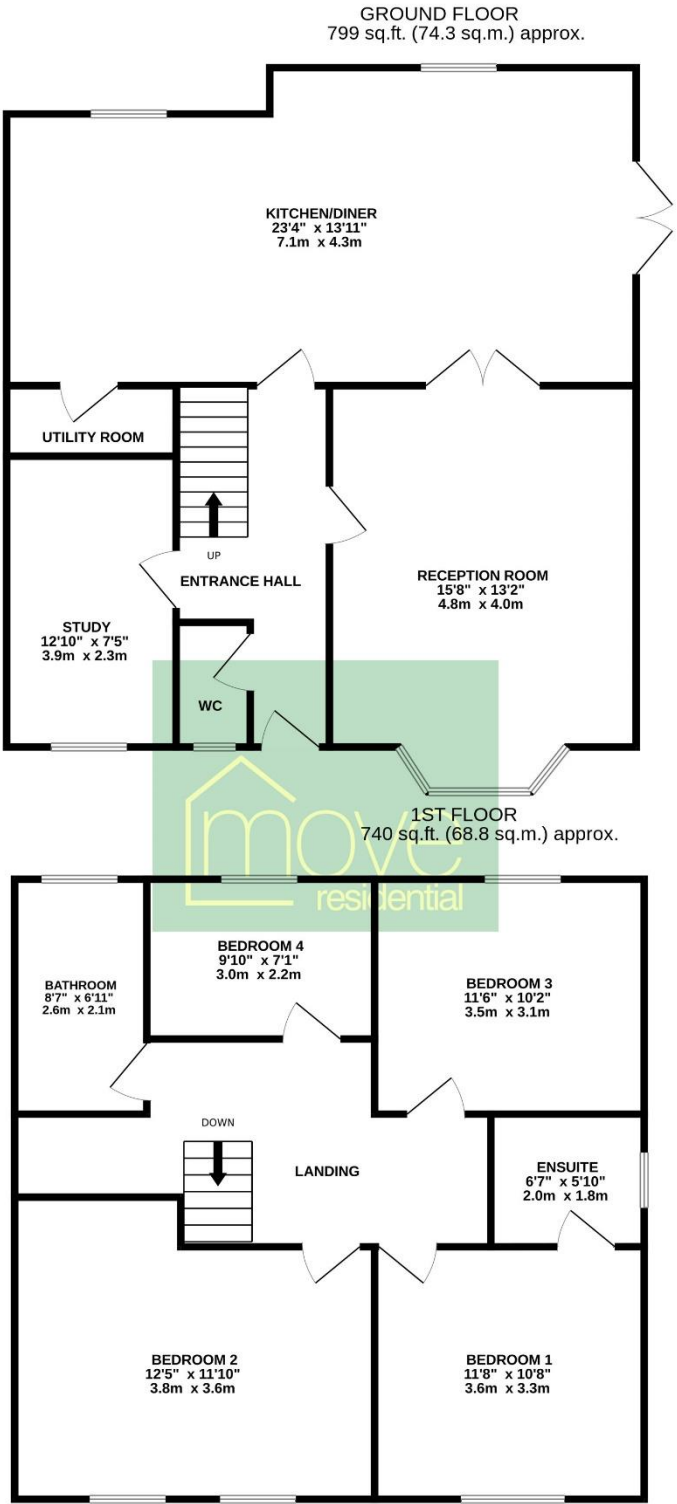 GROUND FLOOR
799 sq.ft. (74.3 sq.m.) approx.
KITCHEN/DINER
23'4" x 13'11"
7.1m x 4.3m
UTILITY ROOM
UP
ENTRANCE HALL
RECEPTION ROOM
15'8" x 13'2"
4.8m x 4.0m
STUDY
12'10" x 7'5"
3.9m x 2.3m
WC
1ST FLOOR
740 sq.ft. (68.8 sq.m.) approx.
move
residential
BEDROOM 4
9'10" x 7'1"
3.0m x 2.2m
BATHROOM
8'7" x 6'11"
2.6m x 2.1m
BEDROOM 3
11'6" x 10'2"
3.5m x 3.1m
DOWN
LANDING
ENSUITE
6'7" x 5'10"
2.0m x 1.8m
BEDROOM 2
12'5" x 11'10"
3.8m x 3.6m
BEDROOM 1
11'8" x 10'8"
3.6m x 3.3m